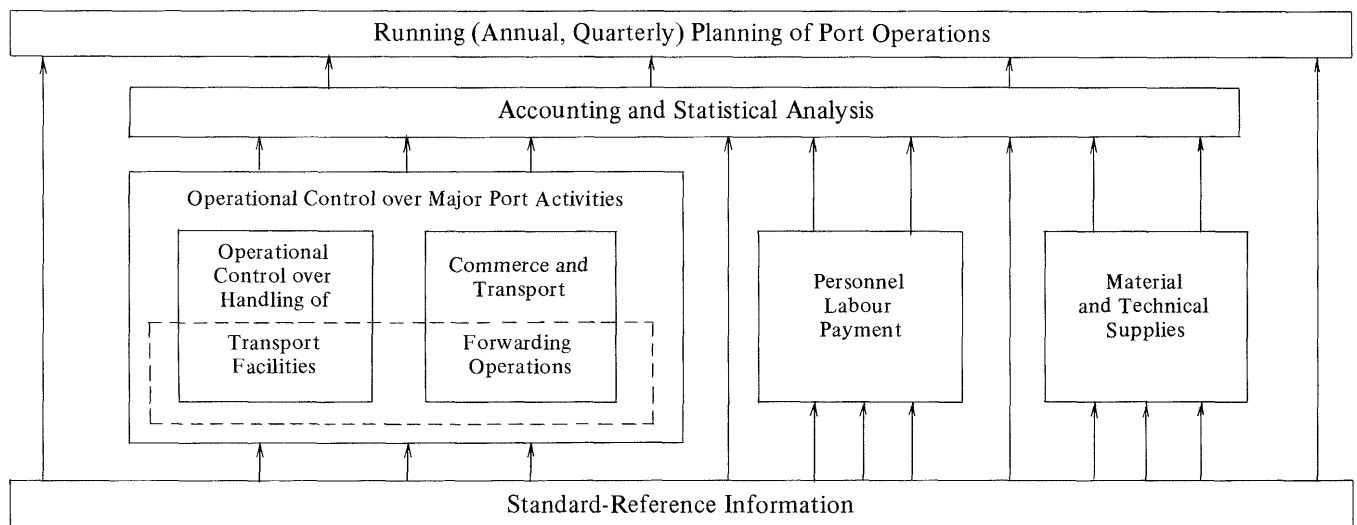 Running (Annual, Quarterly) Planning of Port Operations
Accounting and Statistical Analysis
Operational Control over Major Port Activities
Operational
Control over
Handling of
Transport
Facilities
Commerce and
Transport
Forwarding
Operations
Personnel
Labour
Payment
Material
and Technical
Supplies
Standard-Reference Information